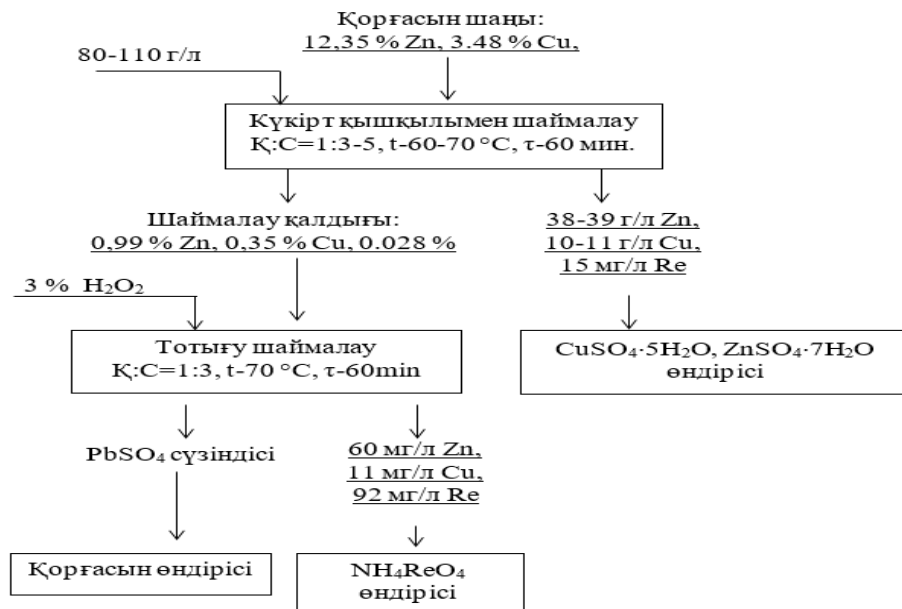 Қорғасын шаңы:
12,35 % Zn, 3.48 % Cu,
80-110 г/л
Күкірт қышқылымен шаймалау
Қ:С=1:3-5, t-60-70 °C, τ-60 мин.
Шаймалау қалдығы:
0,99 % Zn, 0,35 % Cu, 0.028 %
38-39 г/л Zn,
10-11 г/л Cu,
15 мг/л Re
3 % H₂O₂
Тотығу шаймалау
Қ:С=1:3, t-70 °C, τ-60min
CuSO₄·5H₂O, ZnSO₄·7H₂O
өндірісі
PbSO₄ сүзіндісі
60 мг/л Zn,
11 мг/л Cu,
92 мг/л Re
Қорғасын өндірісі
NH₄ReO₄
өндірісі